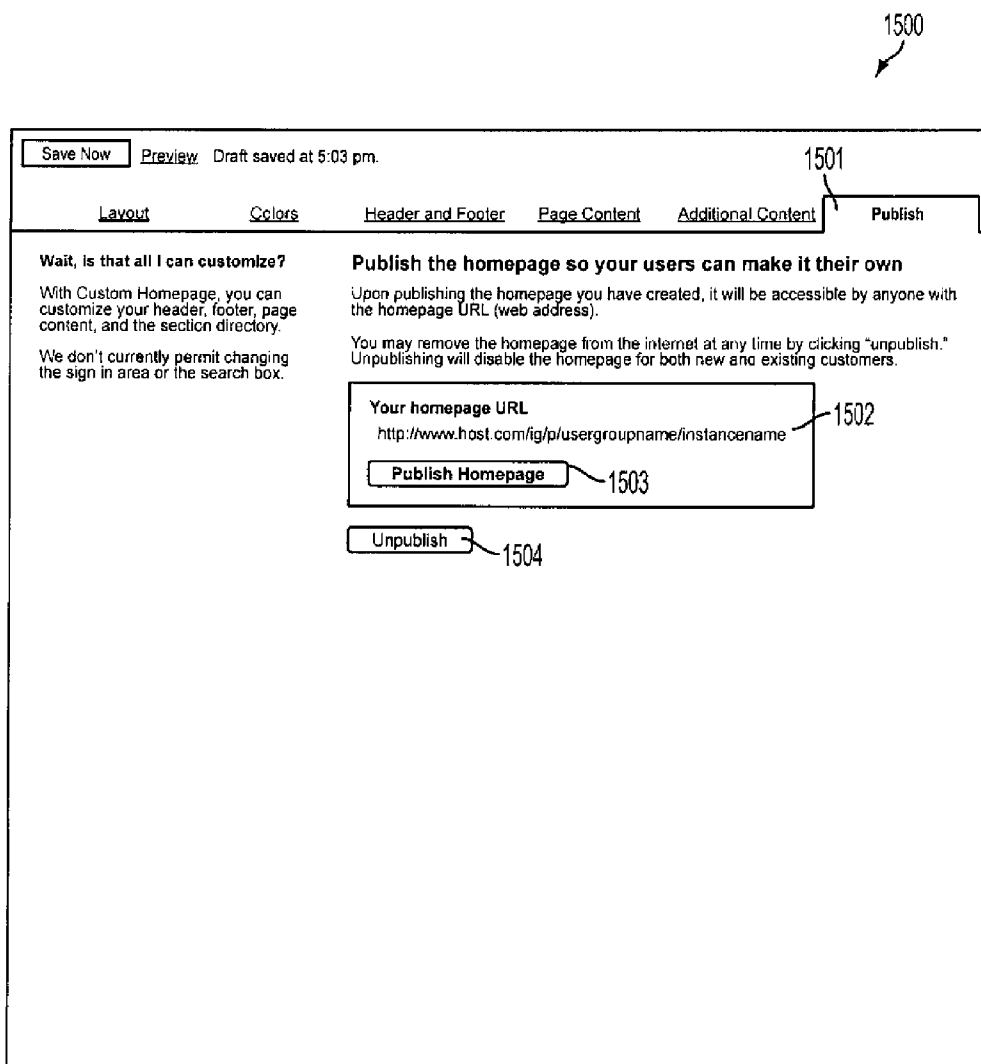 1500
Save Now Preview Draft saved at 5:03 pm.
1501
Layout Colors Header and Footer Page Content Additional Content Publish
Wait, is that all I can customize?
With Custom Homepage, you can
customize your header, footer, page
content, and the section directory.
We don't currently permit changing
the sign in area or the search box.
Publish the homepage so your users can make it their own
Upon publishing the homepage you have created, it will be accessible by anyone with
the homepage URL (web address).
You may remove the homepage from the internet at any time by clicking "unpublish."
Unpublishing will disable the homepage for both new and existing customers.
Your homepage URL
http://www.host.com/ig/p/usergroupname/instancename
1502
Publish Homepage
1503
Unpublish
1504